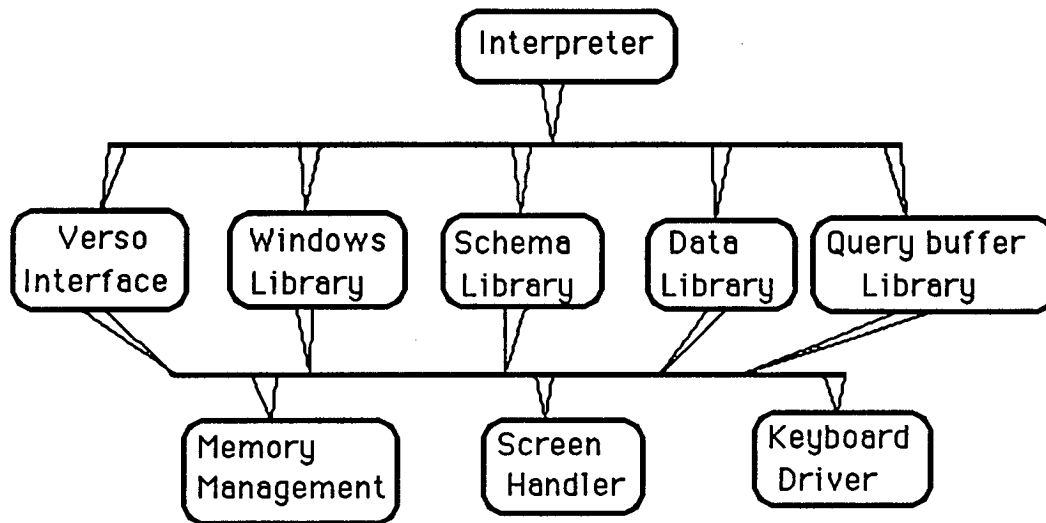 Interpreter
Verso
Interface
Windows
Library
Schema
Library
Data
Library
Query buffer
Library
Memory
Management
Screen
Handler
Keyboard
Driver